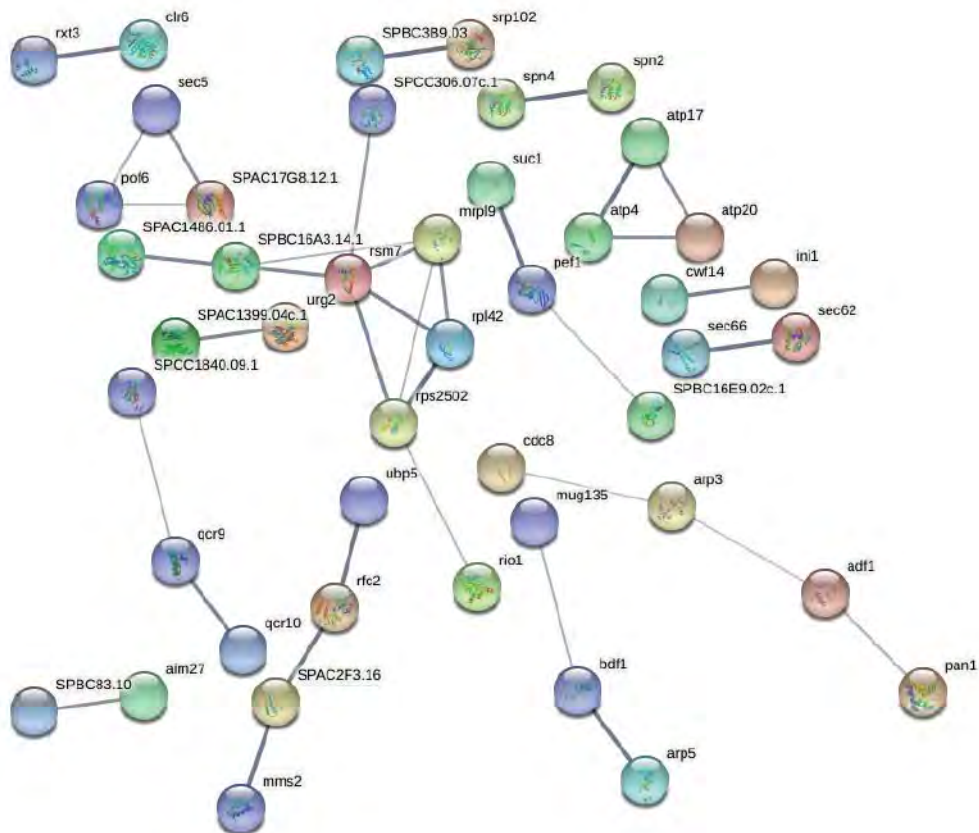 clr6
rxt3
SPBC3B9.03
srp102
sec5
SPCC306.07c.1
spn4
spn2
atp17
suc1
pol6
SPAC17G8.12.1
mrpl9
atp4
atp20
SPAC1486.01.1
SPBC16A3.14.1
rsm7
pef1
cwf14
ini1
urg2
SPAC1399.04c.1
rpl42
sec66
sec62
SPCC1840.09.1
SPBC16E9.02c.1
rps2502
cdc8
ubp5
mug135
arp3
qcr9
rio1
adf1
rfc2
qcr10
aim27
SPAC2F3.16
bdf1
pan1
SPBC83.10
arp5
mms2